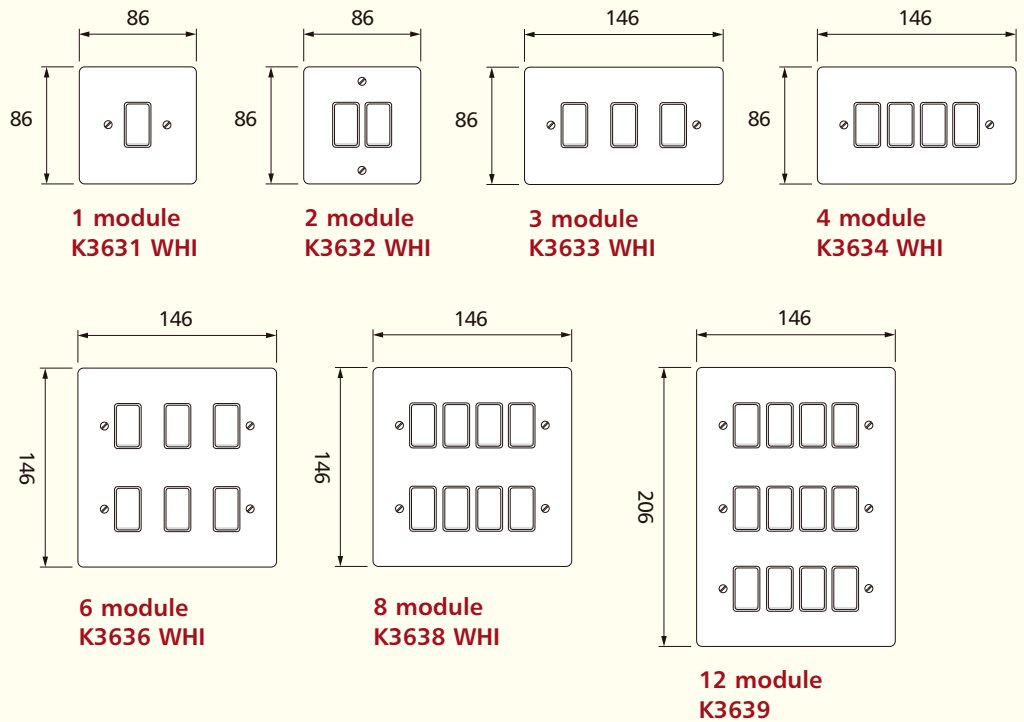 86
86
146
146
86
86
86
86
1 module
K3631 WHI
2 module
K3632 WHI
3 module
K3633 WHI
4 module
K3634 WHI
146
146
146
146
146
206
6 module
K3636 WHI
8 module
K3638 WHI
12 module
K3639